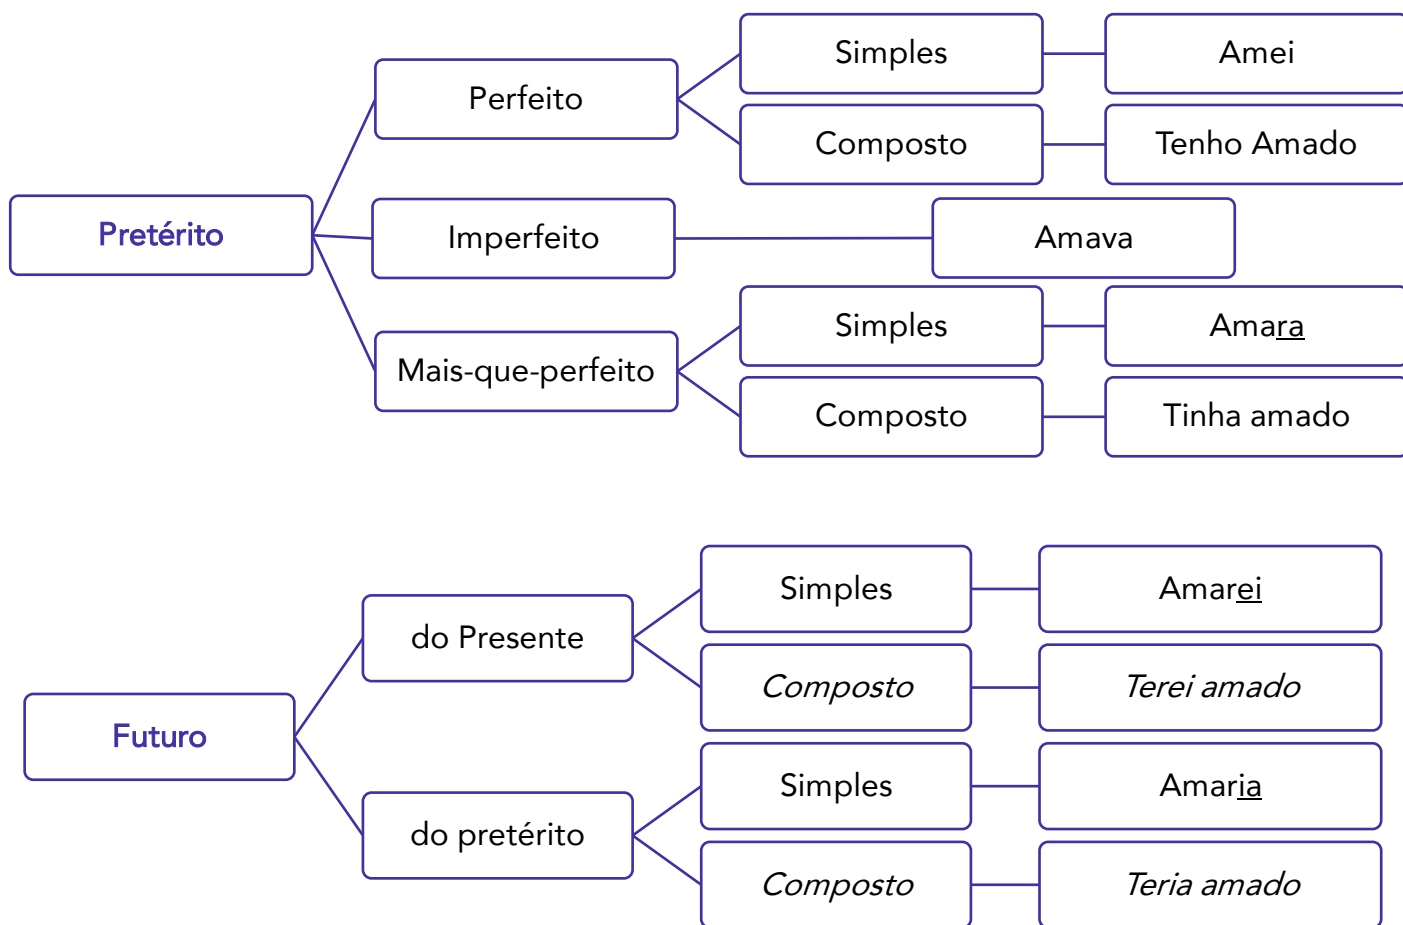 Simples
Amei
Perfeito
Composto
Tenho Amado
Pretérito
Imperfeito
Amava
Simples
Amara
Mais-que-perfeito
Composto
Tinha amado
Simples
Amarei
do Presente
Composto
Terei amado
Futuro
Simples
Amaria
do pretérito
Composto
Teria amado